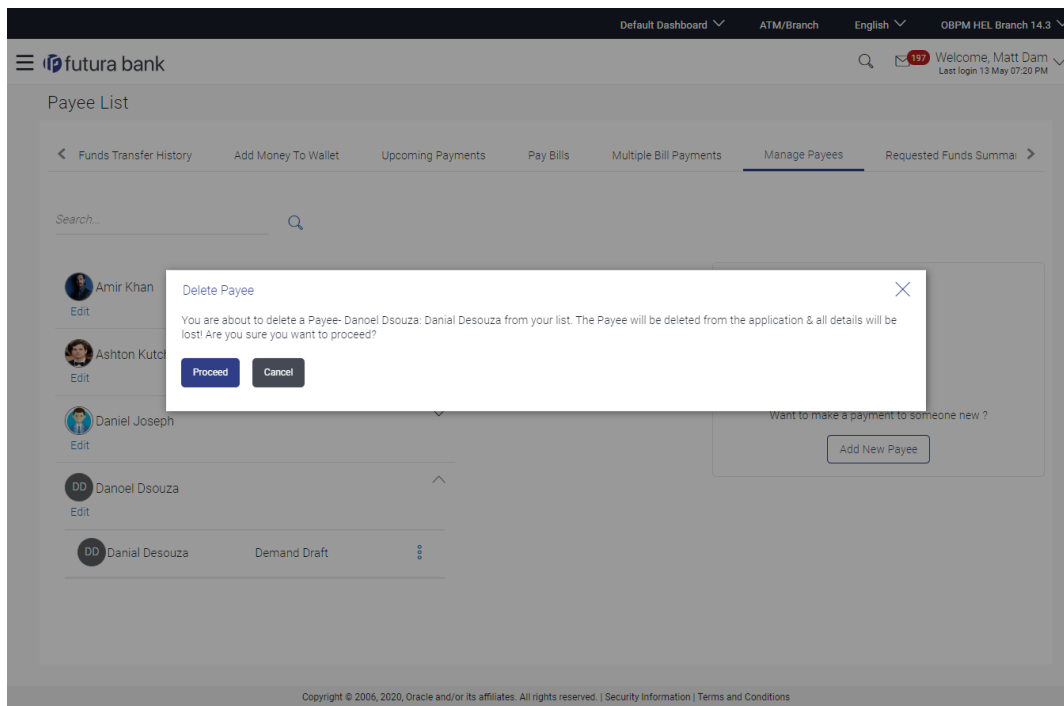 Default Dashboard ATM/Branch English OBPM HEL Branch 14.3
futura bank 197 Welcome, Matt Dam
Last login 13 May 07:20 PM
Payee List
Funds Transfer History Add Money To Wallet Upcoming Payments Pay Bills Multiple Bill Payments Manage Payees Requested Funds Summar
Search...
Amir Khan
Edit
Delete Payee
You are about to delete a Payee- Danoel Dsouza: Danial Desouza from your list. The Payee will be deleted from the application & all details will be
lost! Are you sure you want to proceed?
Proceed Cancel
Ashton Kutch
Edit
Daniel Joseph
Edit
Want to make a payment to someone new ?
Add New Payee
DD Danoel Dsouza
Edit
DD Danial Desouza Demand Draft
Copyright © 2006, 2020, Oracle and/or its affiliates. All rights reserved. | Security Information | Terms and Conditions